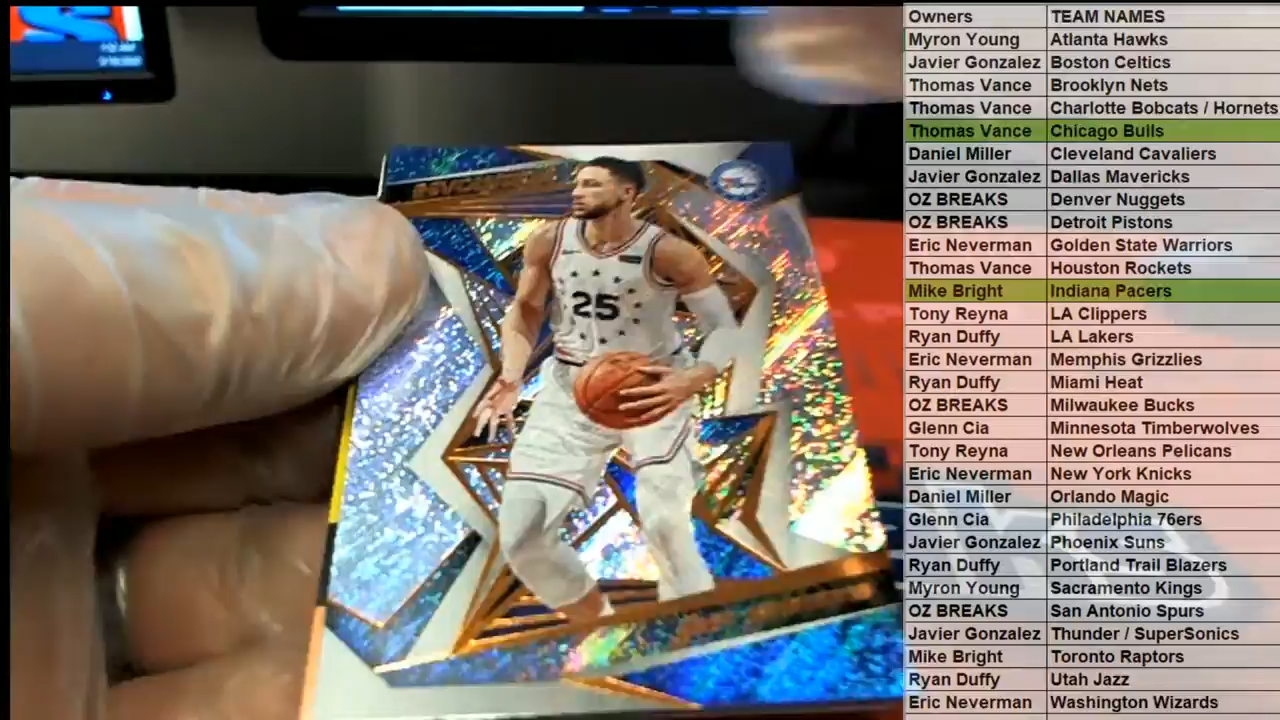 Owners TEAM NAMES
Myron Young Atlanta Hawks
Javier Gonzalez Boston Celtics
Thomas Vance Brooklyn Nets
Thomas Vance Charlotte Bobcats / Hornets
Thomas Vance Chicago Bulls
Daniel Miller Cleveland Cavaliers
Javier Gonzalez Dallas Mavericks
OZ BREAKS Denver Nuggets
OZ BREAKS Detroit Pistons
Eric Neverman Golden State Warriors
Thomas Vance Houston Rockets
Mike Bright Indiana Pacers
Tony Reyna LA Clippers
Ryan Duffy LA Lakers
Eric Neverman Memphis Grizzlies
Ryan Duffy Miami Heat
OZ BREAKS Milwaukee Bucks
Glenn Cia Minnesota Timberwolves
Tony Reyna New Orleans Pelicans
Eric Neverman New York Knicks
Daniel Miller Orlando Magic
Glenn Cia Philadelphia 76ers
Javier Gonzalez Phoenix Suns
Ryan Duffy Portland Trail Blazers
Myron Young Sacramento Kings
OZ BREAKS San Antonio Spurs
Javier Gonzalez Thunder / SuperSonics
Mike Bright Toronto Raptors
Ryan Duffy Utah Jazz
Eric Neverman Washington Wizards
25